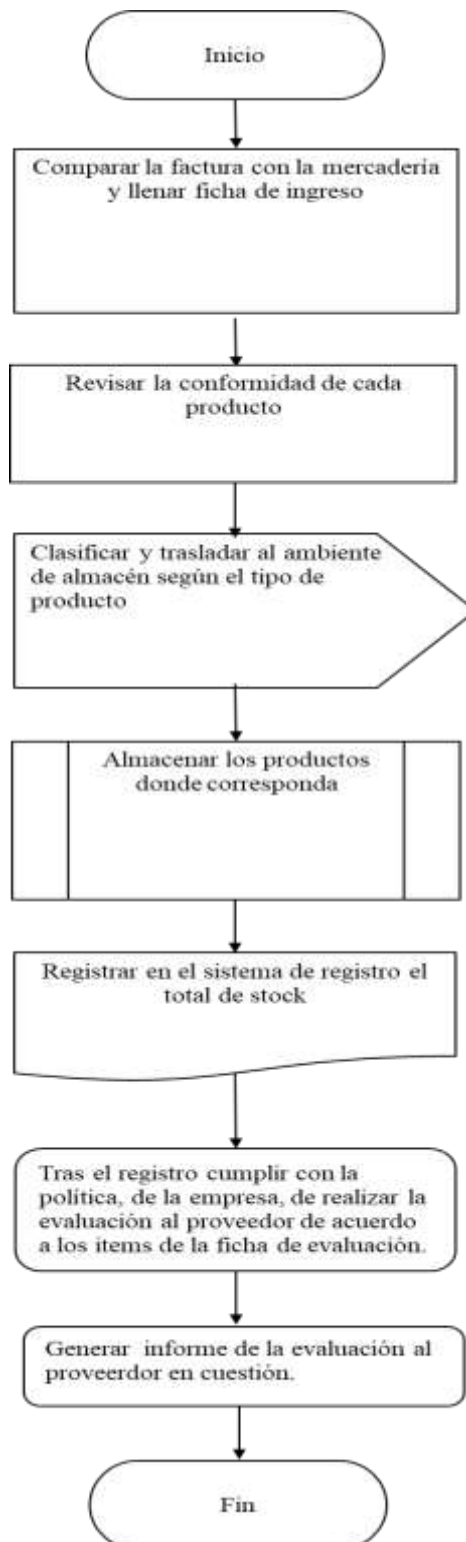 Inicio
Comparar la factura con la mercadería
y llenar ficha de ingreso
Revisar la conformidad de cada
producto
Clasificar y trasladar al ambiente
de almacén según el tipo de
producto
Almacenar los productos
donde corresponda
Registrar en el sistema de registro el
total de stock
Tras el registro cumplir con la
política, de la empresa, de realizar la
evaluación al proveedor de acuerdo
a los items de la ficha de evaluación.
Generar informe de la evaluación al
proveerdor en cuestión.
Fin